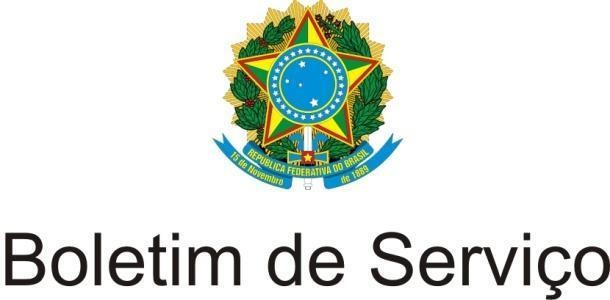 REPÚBLICA FEDERATIVA DO BRASIL
15 de Novembro de 1889
Boletim de Serviço